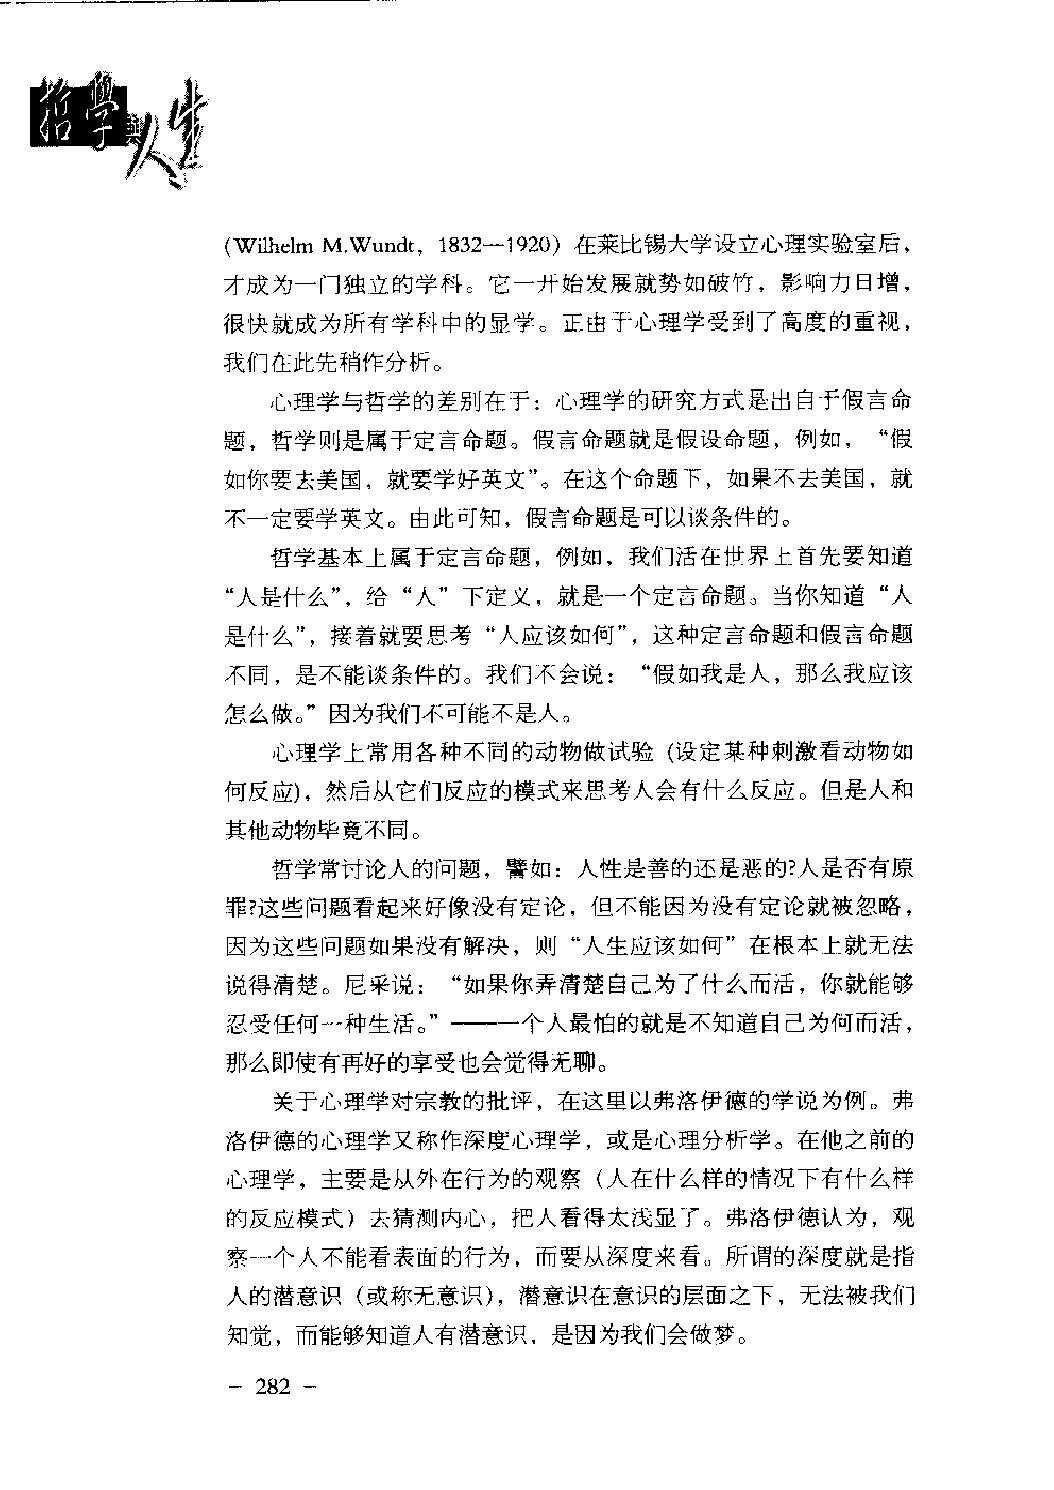 哲學與人生
(Wilhelm M.Wundt，1832—1920）在莱比锡大学设立心理实验室后，
才成为一门独立的学科。它一开始发展就势如破竹，影响力日增，
很快就成为所有学科中的显学。正由于心理学受到了高度的重视，
我们在此先稍作分析。
心理学与哲学的差别在于：心理学的研究方式是出自于假言命
题，哲学则是属于定言命题。假言命题就是假设命题，例如，“假
如你要去美国，就要学好英文”。在这个命题下，如果不去美国，就
不一定要学英文。由此可知，假言命题是可以谈条件的。
哲学基本上属于定言命题，例如，我们活在世界上首先要知道
“人是什么”，给“人”下定义，就是一个定言命题。当你知道“人
是什么”，接着就要思考“人应该如何”，这种定言命题和假言命题
不同，是不能谈条件的。我们不会说：“假如我是人，那么我应该
怎么做。”因为我们不可能不是人。
心理学上常用各种不同的动物做试验（设定某种刺激看动物如
何反应)，然后从它们反应的模式来思考人会有什么反应。但是人和
其他动物毕竟不同。
哲学常讨论人的问题，譬如：人性是善的还是恶的?人是否有原
罪?这些问题看起来好像没有定论，但不能因为没有定论就被忽略，
因为这些问题如果没有解决，则“人生应该如何”在根本上就无法
说得清楚。尼采说：“如果你弄清楚自己为了什么而活，你就能够
忍受任何一种生活。”———一个人最怕的就是不知道自己为何而活，
那么即使有再好的享受也会觉得无聊。
关于心理学对宗教的批评，在这里以弗洛伊德的学说为例。弗
洛伊德的心理学又称作深度心理学，或是心理分析学。在他之前的
心理学，主要是从外在行为的观察（人在什么样的情况下有什么样
的反应模式）去猜测内心，把人看得太浅显了。弗洛伊德认为，观
察一个人不能看表面的行为，而要从深度来看。所谓的深度就是指
人的潜意识（或称无意识)，潜意识在意识的层面之下，无法被我们
知觉，而能够知道人有潜意识，是因为我们会做梦。
– 282 –